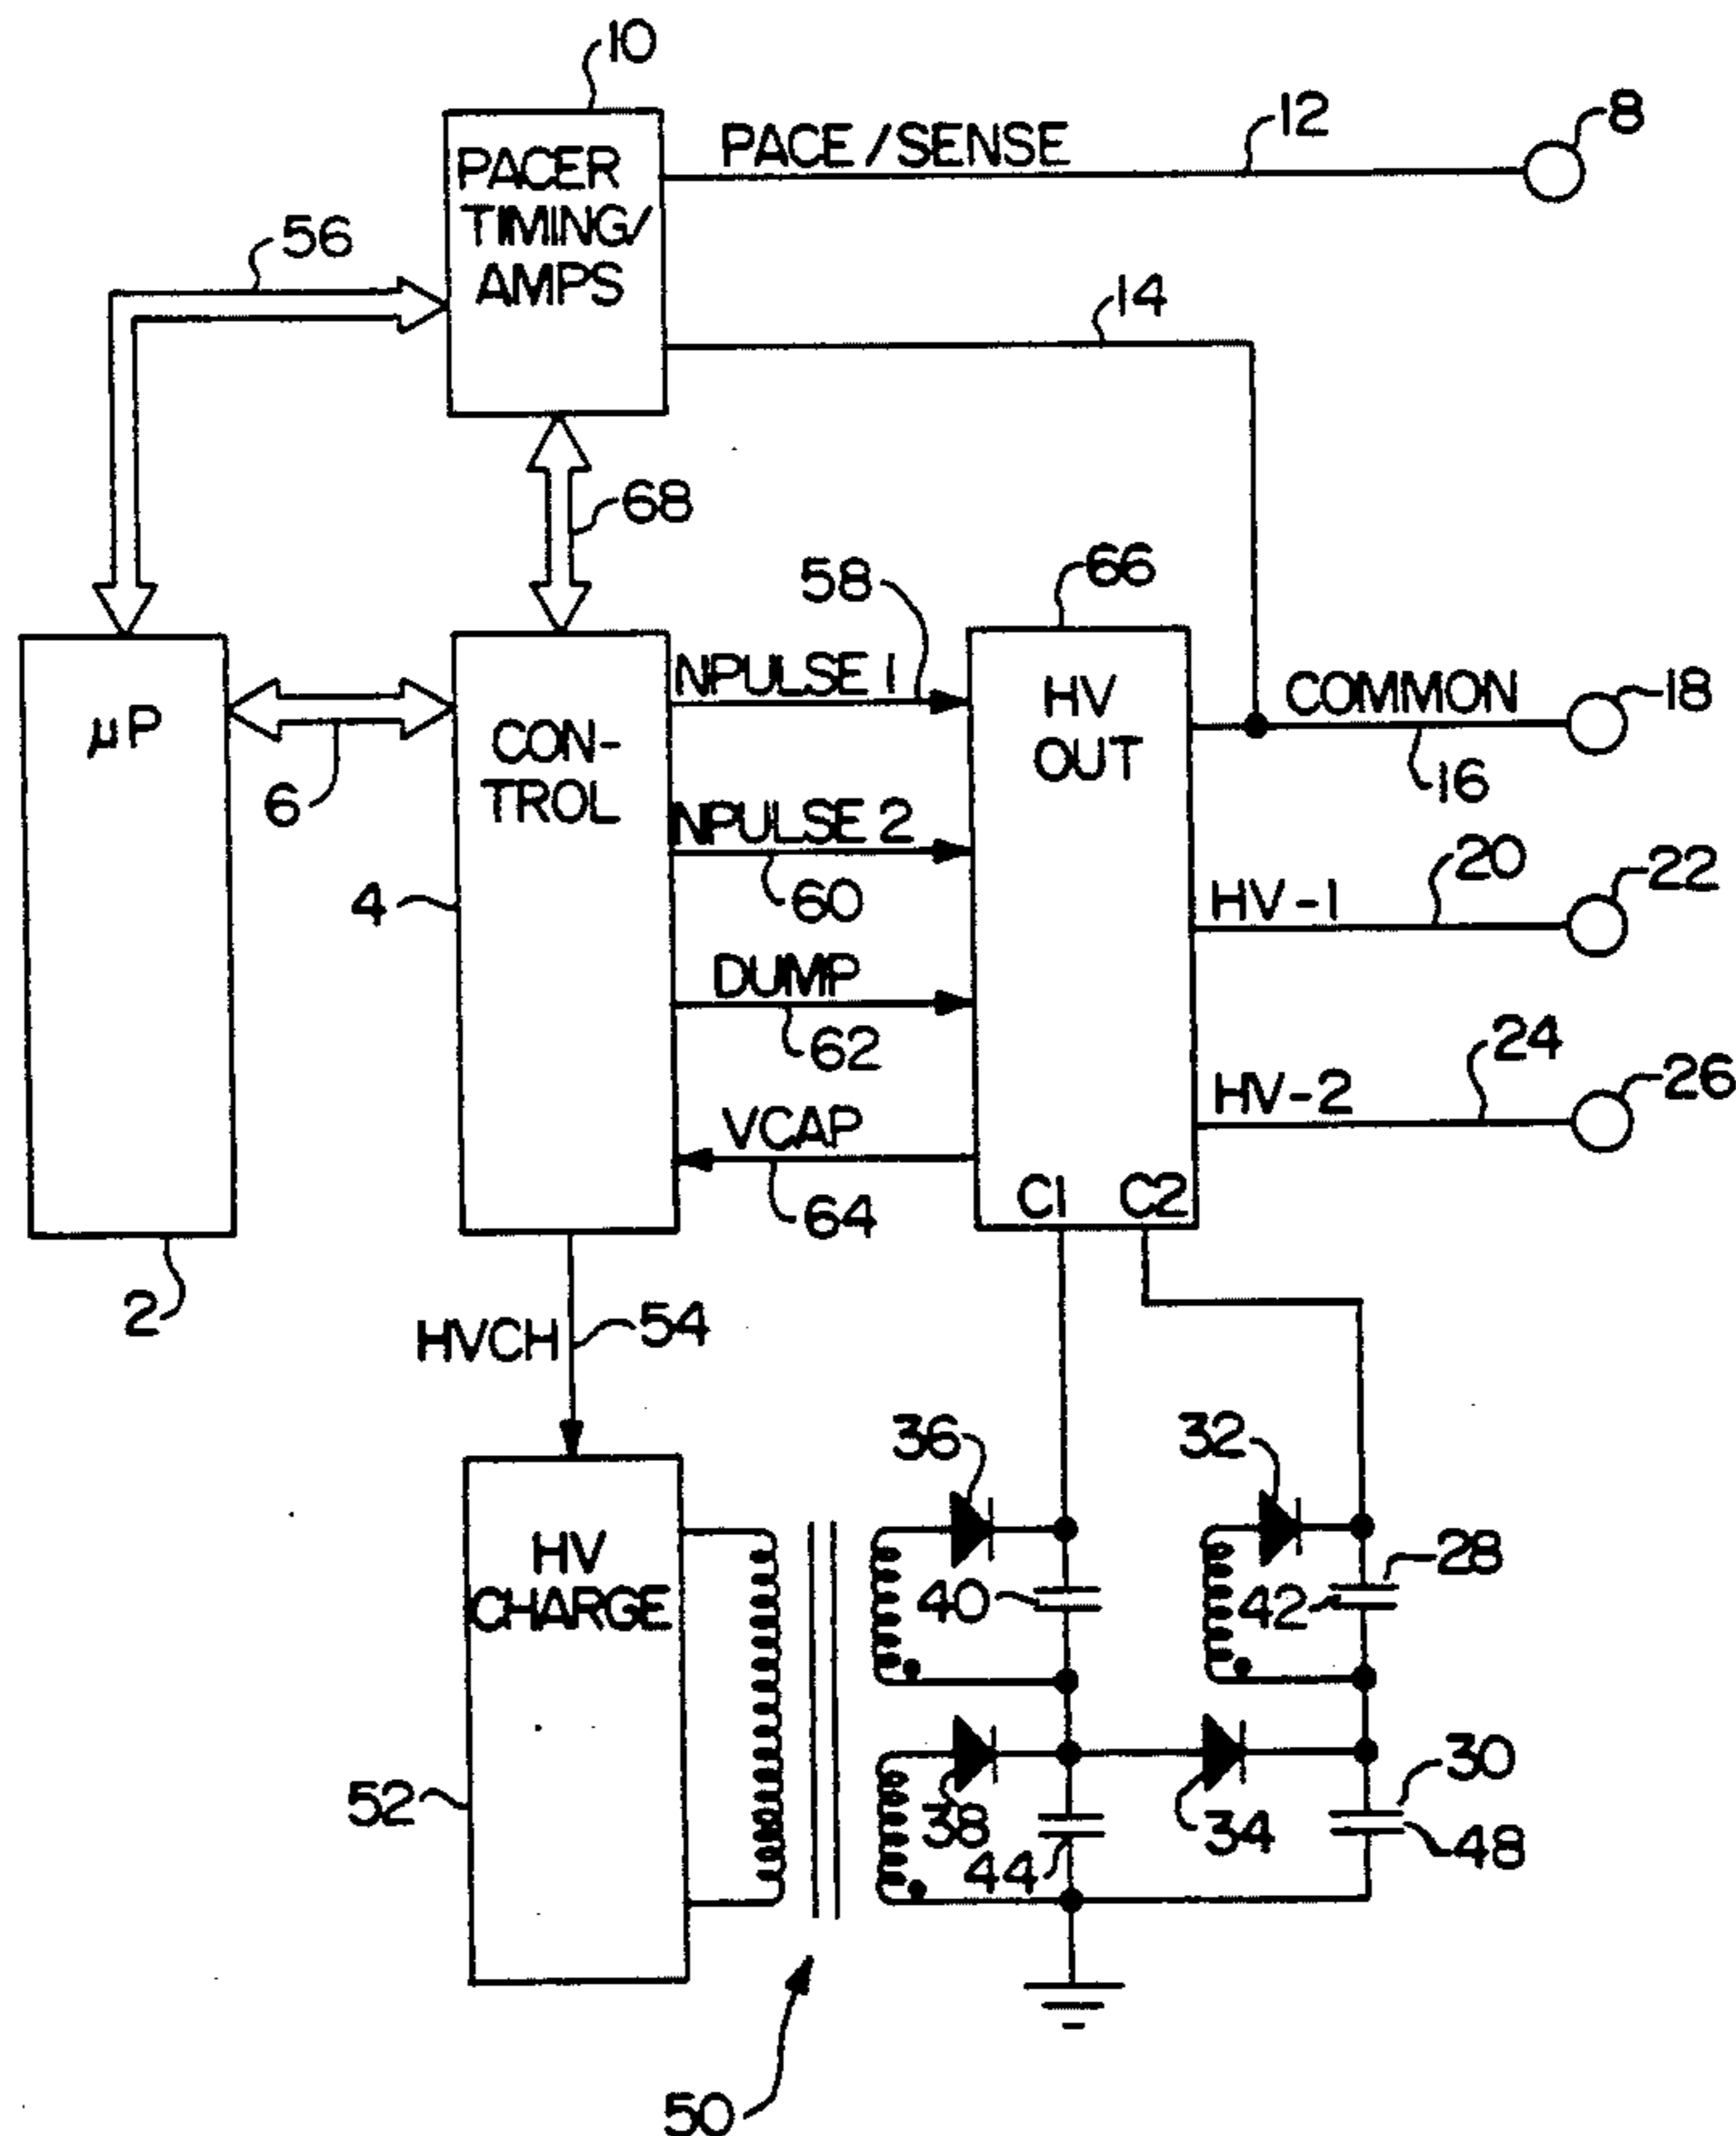 10
PACER
TIMING/
AMPS
PACE/SENSE
12
8
56
14
68
58
66
µP
6
CON-
TROL
NPULSE 1
HV
OUT
COMMON
18
16
4
NPULSE 2
60
HV-1
20
22
DUMP
62
HV-2
24
26
VCAP
64
C1
C2
2
HVCH
54
36
32
HV
CHARGE
40
42
28
52
38
44
34
30
48
50